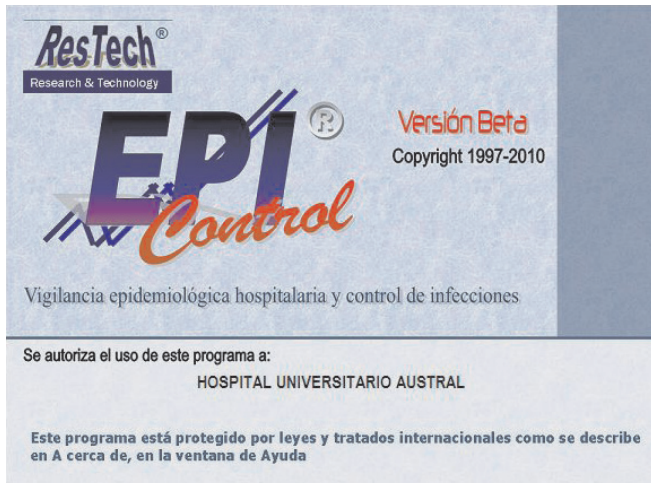 ResTech®
Research & Technology
EPI®
Control
Versión Beta
Copyright 1997-2010
Vigilancia epidemiológica hospitalaria y control de infecciones
Se autoriza el uso de este programa a:
HOSPITAL UNIVERSITARIO AUSTRAL
Este programa está protegido por leyes y tratados internacionales como se describe
en A cerca de, en la ventana de Ayuda